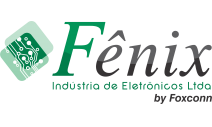 Fênix
Indústria de Eletrônicos Ltda
by Foxconn